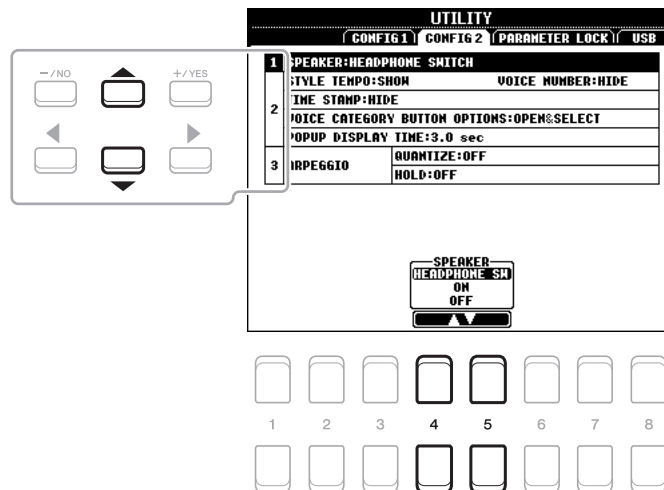 UTILITY
CONFIG 1 CONFIG 2 PARAMETER LOCK USB
-/NO +/YES
1 SPEAKER:HEADPHONE SWITCH
2
STYLE TEMPO:SHOW VOICE NUMBER:HIDE
TIME STAMP:HIDE
VOICE CATEGORY BUTTON OPTIONS:OPEN&SELECT
POPUP DISPLAY TIME:3.0 sec
3 ARPEGGIO
QUANTIZE:OFF
HOLD:OFF
SPEAKER
HEADPHONE SW
ON
OFF
1 2 3 4 5 6 7 8